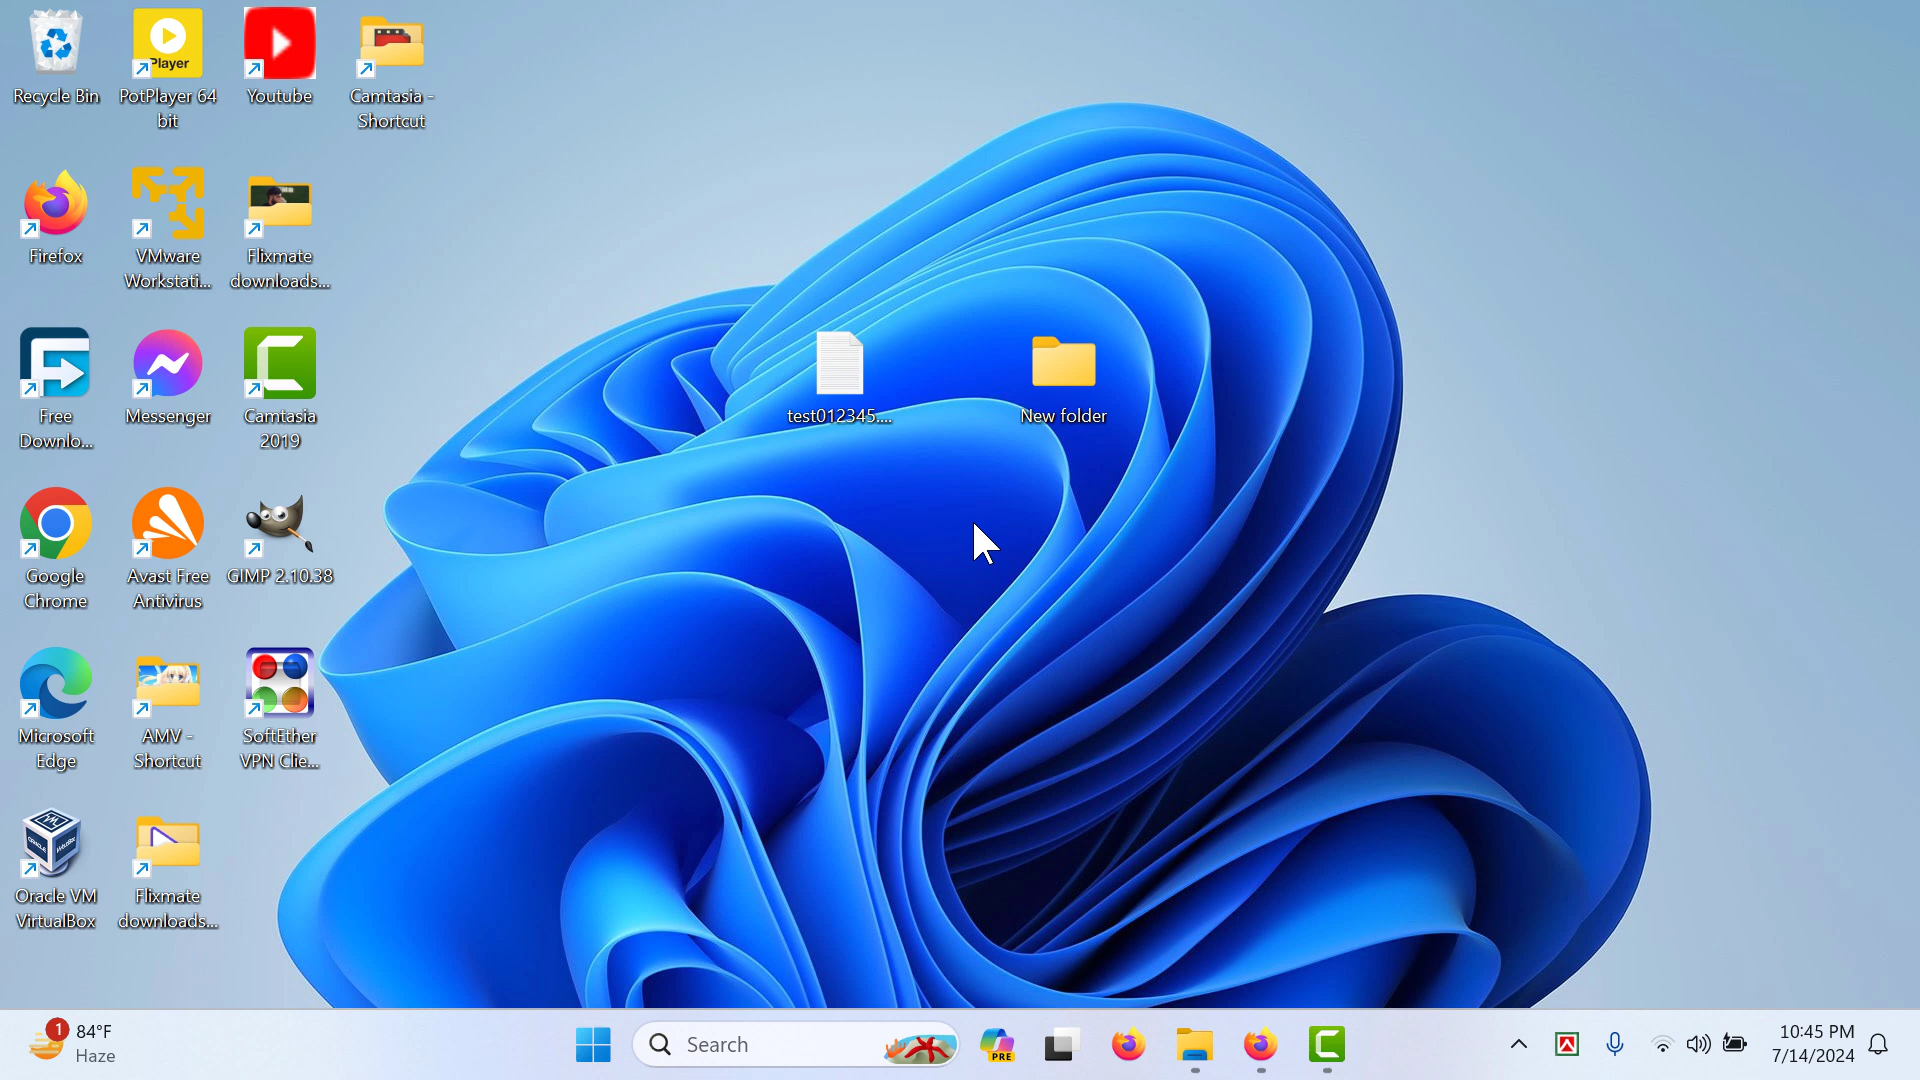 Recycle Bin
Player
PotPlayer 64
bit
Youtube
Camtasia -
Shortcut
Firefox
VMware
Workstati...
Flixmate
downloads...
Free
Downlo...
Messenger
Camtasia
2019
Google
Chrome
Avast Free
Antivirus
GIMP 2.10.38
Microsoft
Edge
AMV -
Shortcut
SoftEther
VPN Clie...
Oracle VM
VirtualBox
Flixmate
downloads...
test012345....
New folder
1
84°F
Haze
Search
PRE
10:45 PM
7/14/2024